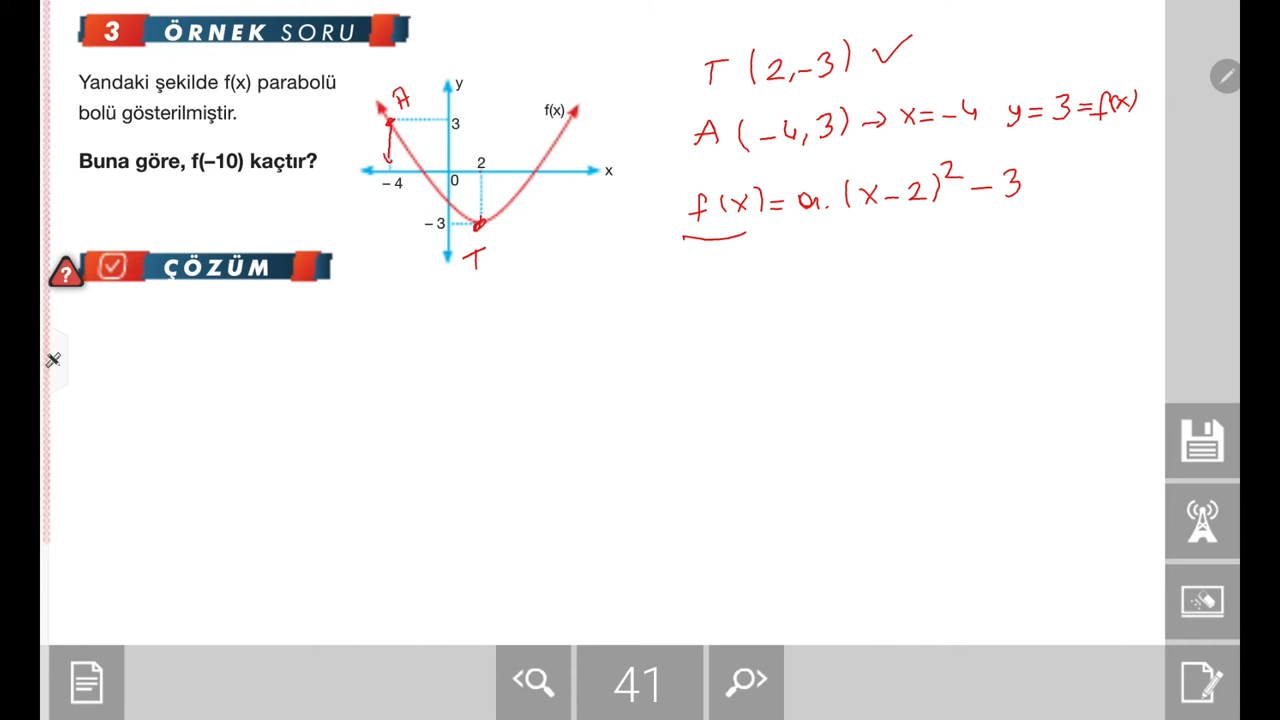 3 ÖRNEK SORU
Yandaki şekilde f(x) parabolü
bolü gösterilmiştir.
Buna göre, f(–10) kaçtır?
A
y
f(x)
3
2
x
– 4
0
– 3
T
T (2,-3) ✓
A (-4,3) → x=-4 y=3=f(x)
f(x)= a.(x-2)² -3
? ÇÖZÜM
< 41 >